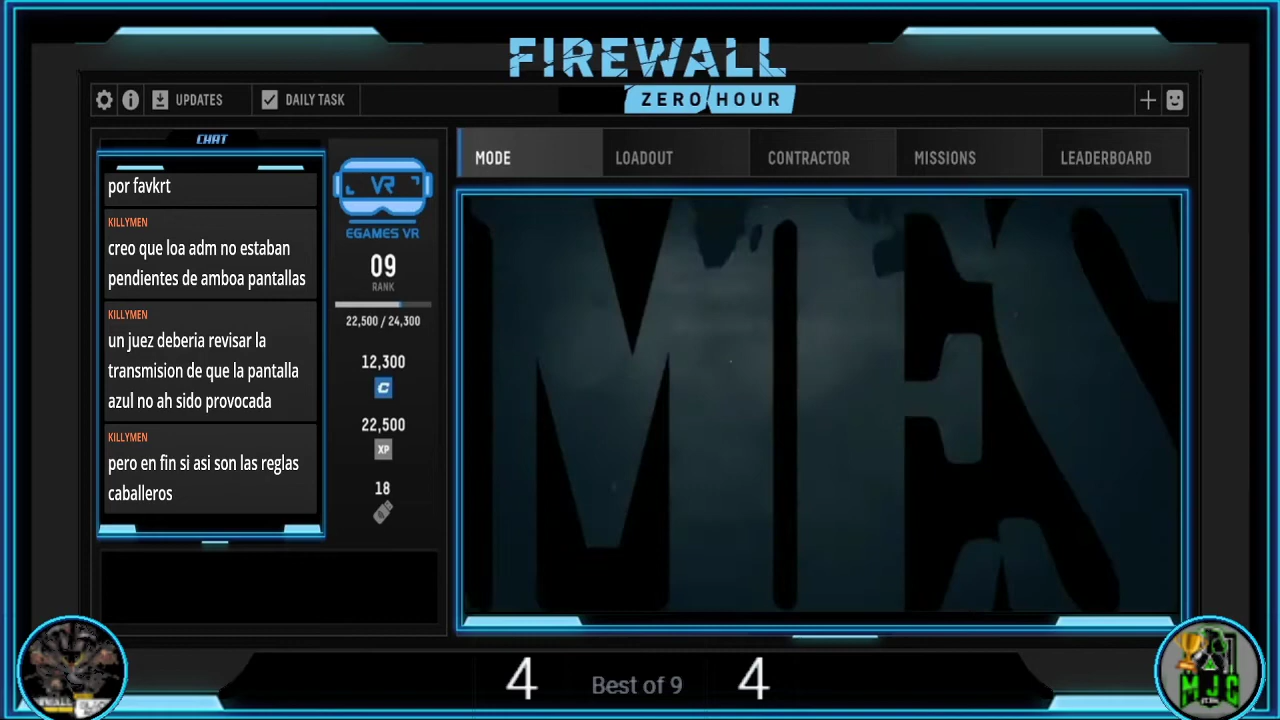 FIREWALL
ZERO HOUR
UPDATES
DAILY TASK
CHAT
por favkrt
KILLYMEN
creo que loa adm no estaban
pendientes de amboa pantallas
KILLYMEN
un juez deberia revisar la
transmision de que la pantalla
azul no ah sido provocada
KILLYMEN
pero en fin si asi son las reglas
caballeros
VR
EGAMES VR
09
RANK
22,500 / 24,300
12,300
C
22,500
XP
18
MODE
LOADOUT
CONTRACTOR
MISSIONS
LEADERBOARD
MES
4
Best of 9
4
MJC